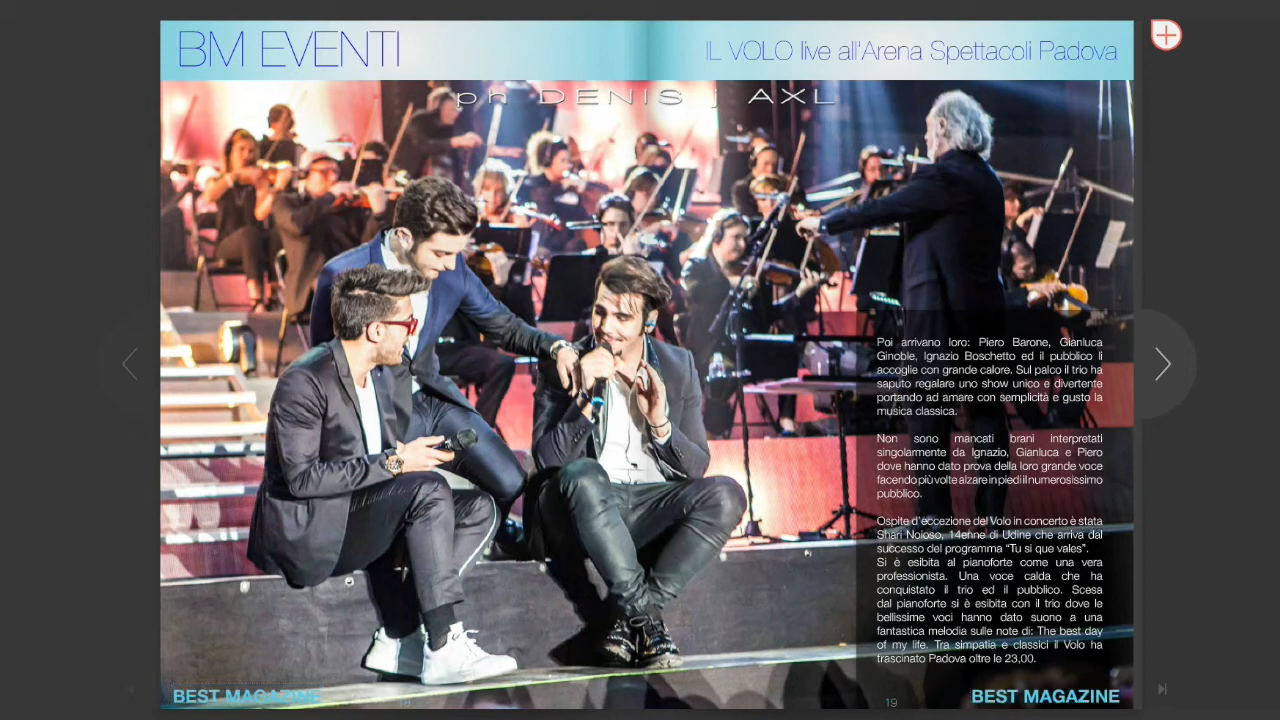 BM EVENTI
IL VOLO live all'Arena Spettacoli Padova
ph DENIS j AXL
Poi arrivano loro: Piero Barone, Gianluca
Ginoble, Ignazio Boschetto ed il pubblico li
accoglie con grande calore. Sul palco il trio ha
saputo regalare uno show unico e divertente
portando ad amare con semplicità e gusto la
musica classica.
Non sono mancati brani interpretati
singolarmente da Ignazio, Gianluca e Piero
dove hanno dato prova della loro grande voce
facendo più volte alzare in piedi il numerosissimo
pubblico.
Ospite d'eccezione del Volo in concerto è stata
Shari Noioso, 14enne di Udine che arriva dal
successo del programma “Tu si que vales”.
Si è esibita al pianoforte come una vera
professionista. Una voce calda che ha
conquistato il trio ed il pubblico. Scesa
dal pianoforte si è esibita con il trio dove le
bellissime voci hanno dato suono a una
fantastica melodia sulle note di: The best day
of my life. Tra simpatia e classici il Volo ha
trascinato Padova oltre le 23,00.
BEST MAGAZINE
19
BEST MAGAZINE